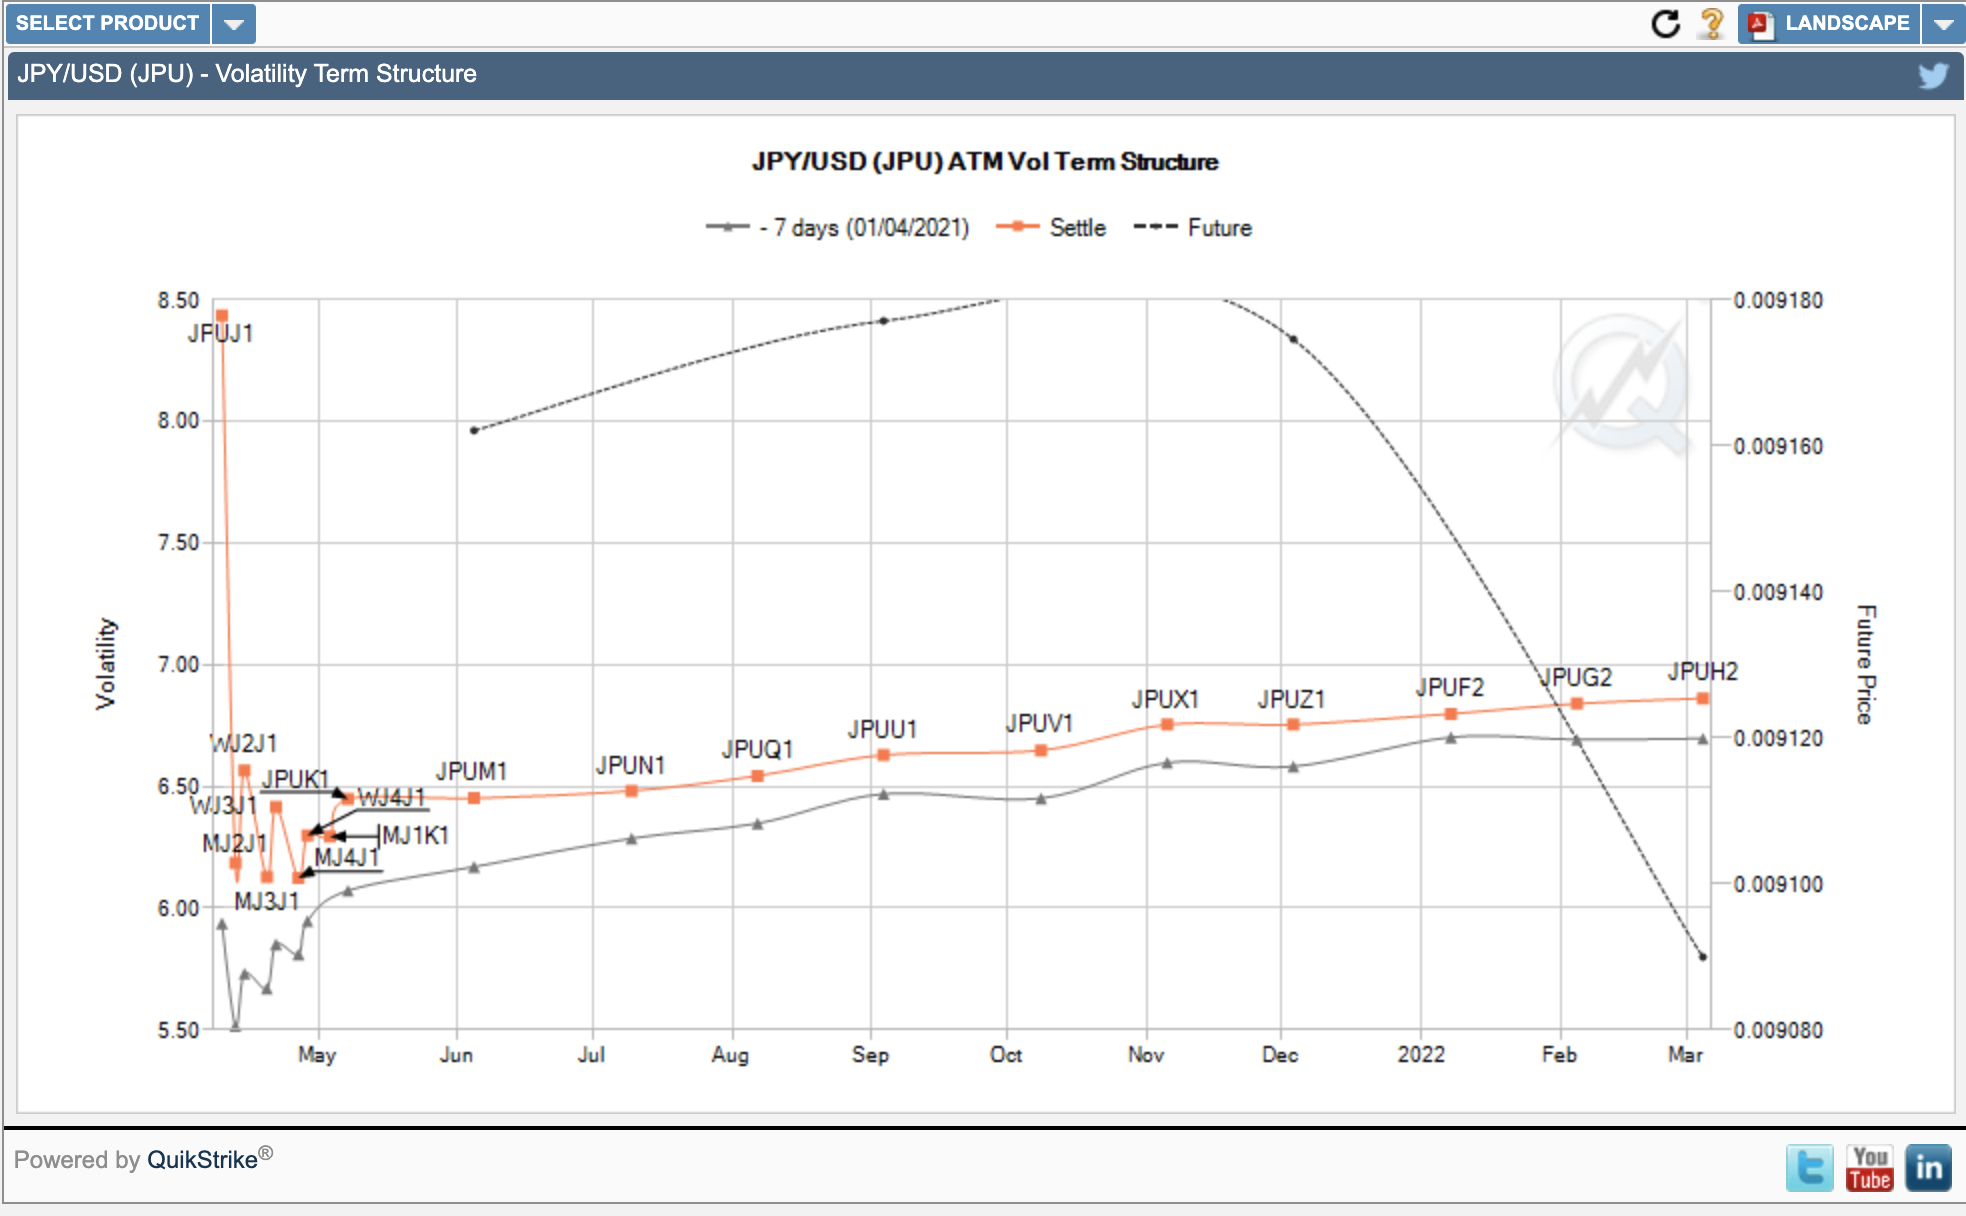 SELECT PRODUCT
LANDSCAPE
JPY/USD (JPU) - Volatility Term Structure
JPY/USD (JPU) ATM Vol Term Structure
- 7 days (01/04/2021) Settle Future
8.50
8.00
7.50
7.00
6.50
6.00
5.50
Volatility
JPUJ1
WJ2J1
JPUK1
WJ4J1
WJ3J1
MJ2J1
MJ1K1
MJ4J1
MJ3J1
JPUM1
JPUN1
JPUQ1
JPUU1
JPUV1
JPUX1
JPUZ1
JPUF2
JPUG2
JPUH2
0.009180
0.009160
0.009140
0.009120
0.009100
0.009080
Future Price
May Jun Jul Aug Sep Oct Nov Dec 2022 Feb Mar
Powered by QuikStrike®
You
Tube
in